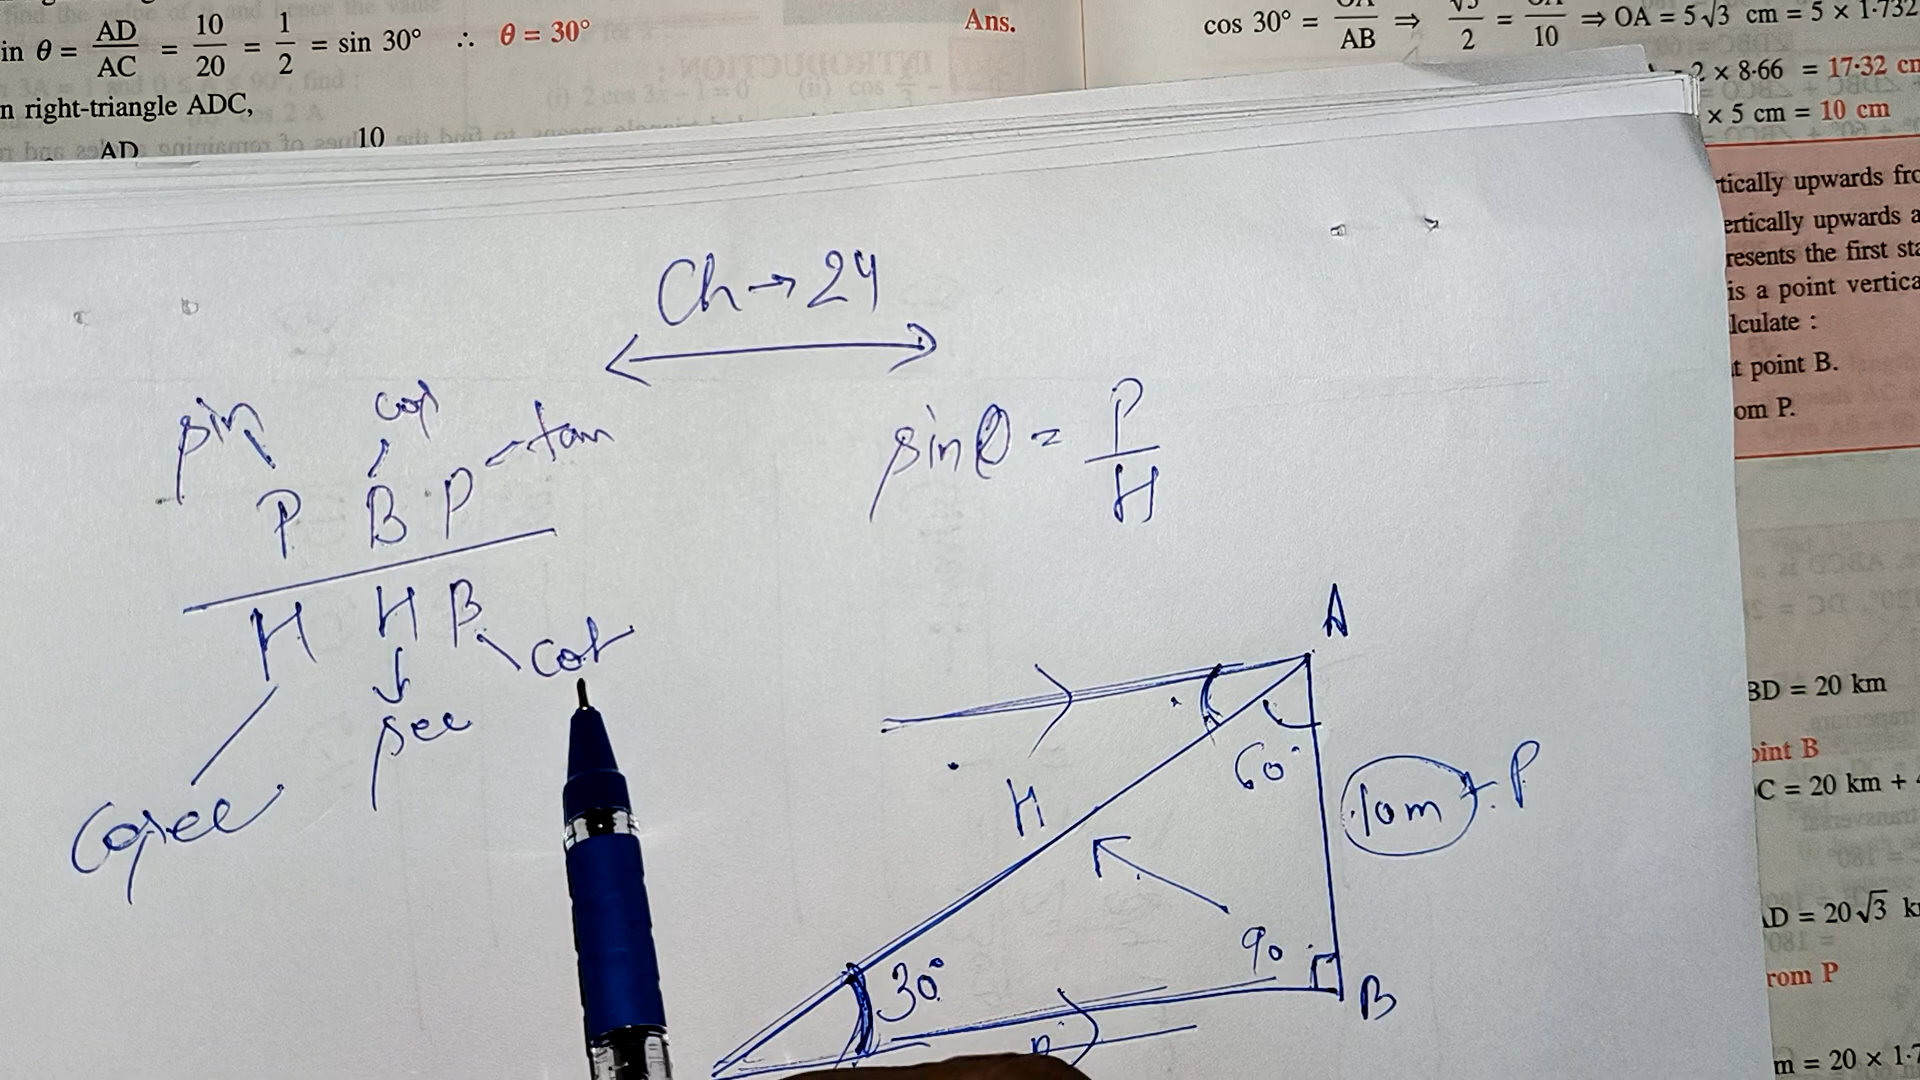 in θ = AD/AC = 10/20 = 1/2 = sin 30° ∴ θ = 30° Ans.
n right-triangle ADC,
AD 10
cos 30° = OA/AB ⇒ √3/2 = OA/10 ⇒ OA = 5√3 cm = 5 × 1·732
2 × 8·66 = 17·32 cm
× 5 cm = 10 cm
tically upwards fro
ertically upwards a
resents the first sta
is a point vertica
lculate :
t point B.
om P.
BD = 20 km
oint B
C = 20 km +
AD = 20√3 k
rom P
m = 20 × 1·7
Ch → 24
sin cos tan
P B P
H H B
cosec sec cot
sin θ = P/H
A
60°
H
10m P
30°
90
B